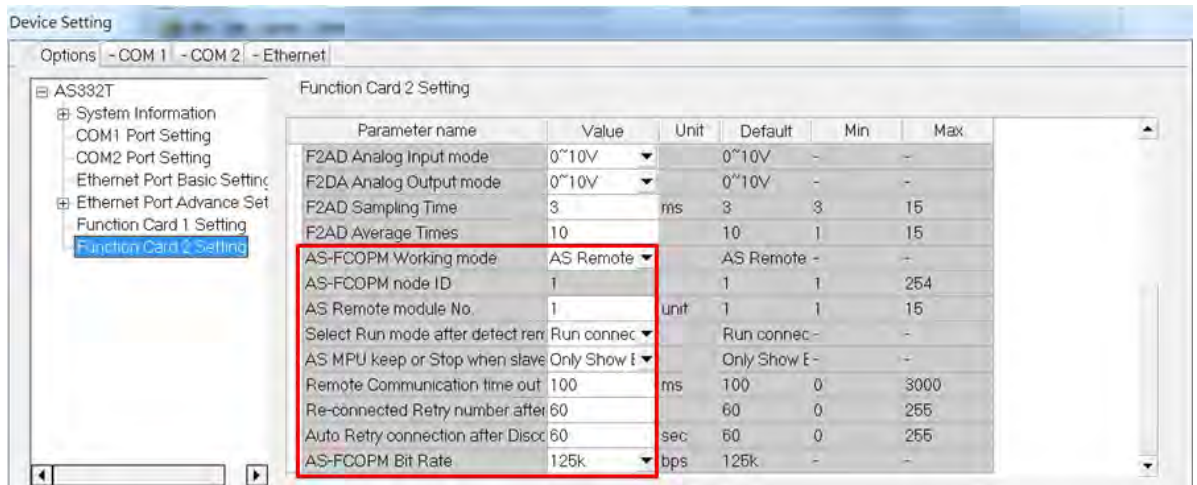 Device Setting
Options - COM 1 - COM 2 - Ethernet
AS332T
System Information
COM1 Port Setting
COM2 Port Setting
Ethernet Port Basic Setting
Ethernet Port Advance Set
Function Card 1 Setting
Function Card 2 Setting
Function Card 2 Setting
Parameter name Value Unit Default Min Max
F2AD Analog Input mode 0~10V 0~10V - -
F2DA Analog Output mode 0~10V 0~10V - -
F2AD Sampling Time 3 ms 3 3 15
F2AD Average Times 10 10 1 15
AS-FCOPM Working mode AS Remote AS Remote - -
AS-FCOPM node ID 1 1 1 254
AS Remote module No. 1 unit 1 1 15
Select Run mode after detect rem Run connec Run connec - -
AS MPU keep or Stop when slave Only Show E Only Show E - -
Remote Communication time out 100 ms 100 0 3000
Re-connected Retry number after 60 60 0 255
Auto Retry connection after Disco 60 sec 60 0 255
AS-FCOPM Bit Rate 125k bps 125k - -